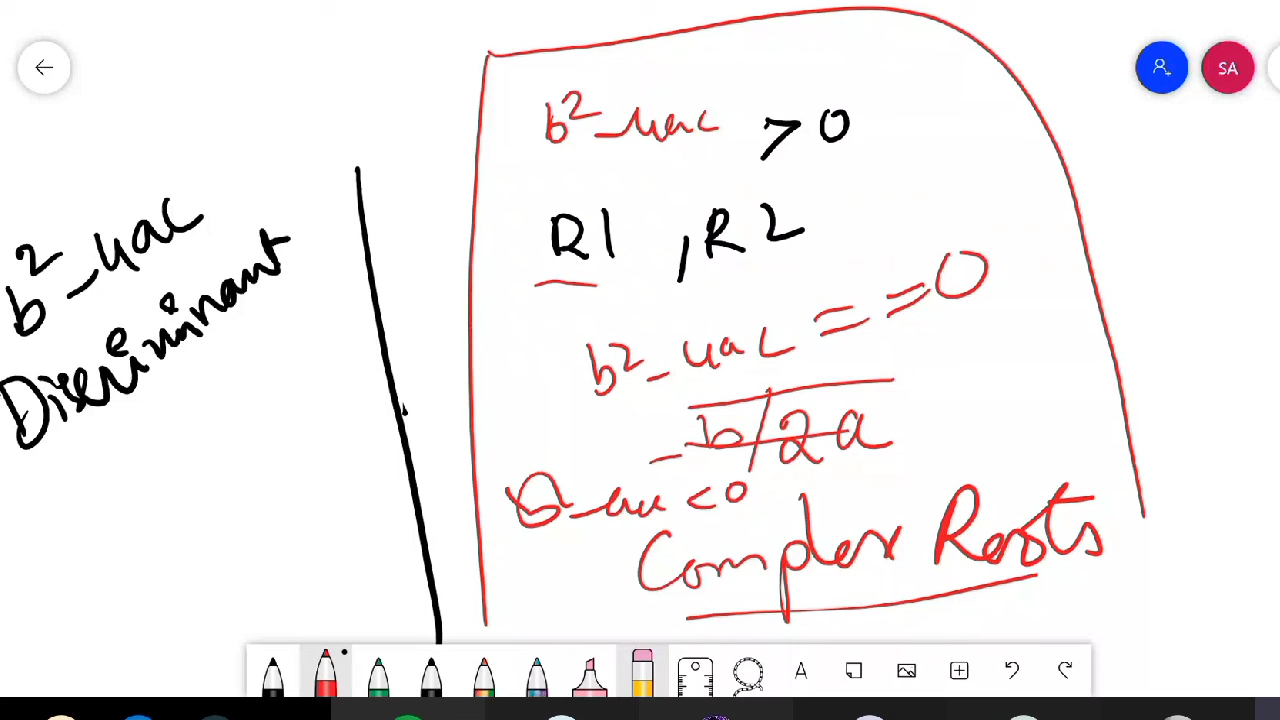 b²-4ac
Discriminant
b²-4ac > 0
R1 , R2
b²-4ac = = 0
-b/2a
b²-4ac < 0
Complex Roots
SA
A